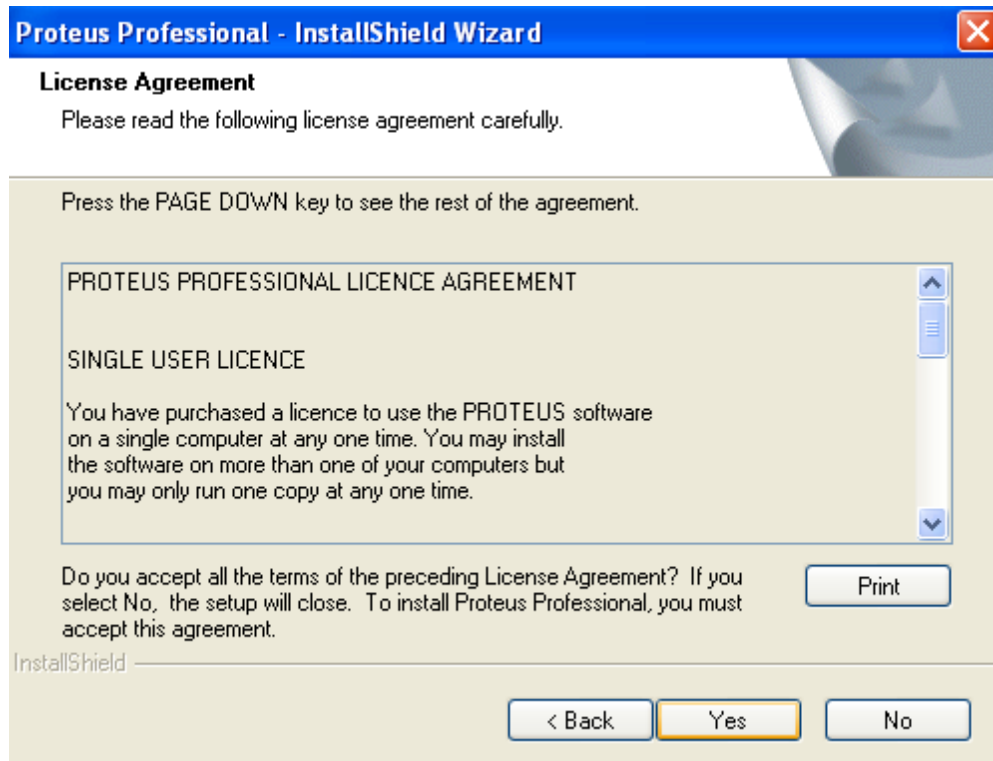 Proteus Professional - InstallShield Wizard
License Agreement
Please read the following license agreement carefully.
Press the PAGE DOWN key to see the rest of the agreement.
PROTEUS PROFESSIONAL LICENCE AGREEMENT
SINGLE USER LICENCE
You have purchased a licence to use the PROTEUS software
on a single computer at any one time. You may install
the software on more than one of your computers but
you may only run one copy at any one time.
Do you accept all the terms of the preceding License Agreement? If you
select No, the setup will close. To install Proteus Professional, you must
accept this agreement.
Print
InstallShield
< Back
Yes
No